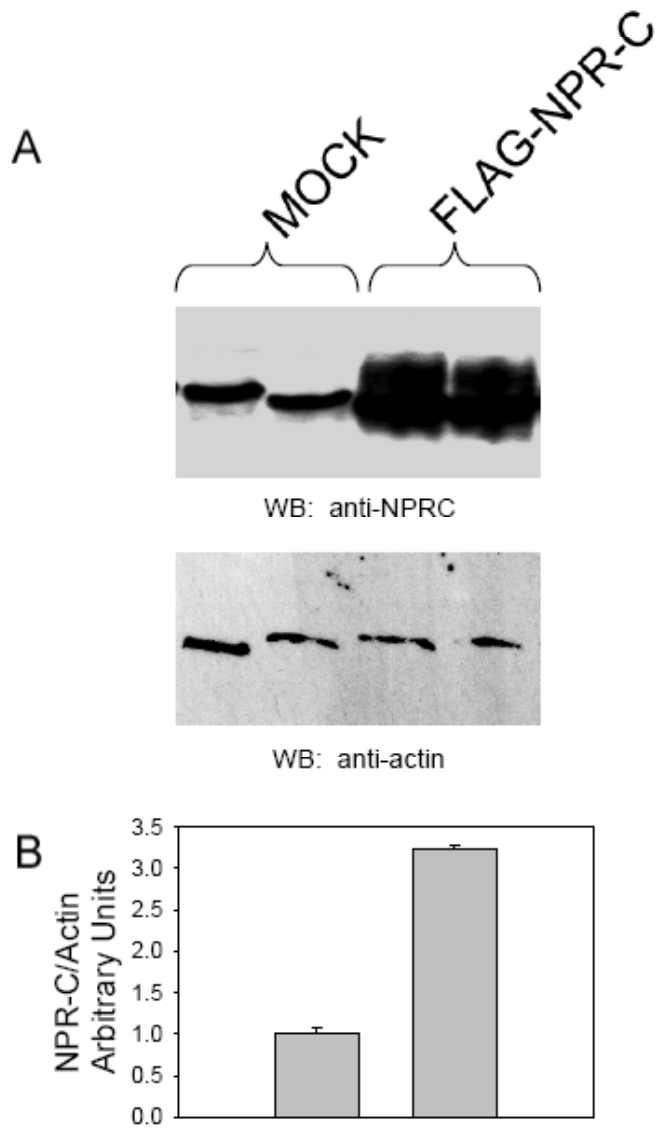 A
MOCK
FLAG-NPR-C
WB: anti-NPRC
WB: anti-actin
B
NPR-C/Actin
Arbitrary Units
3.5
3.0
2.5
2.0
1.5
1.0
0.5
0.0